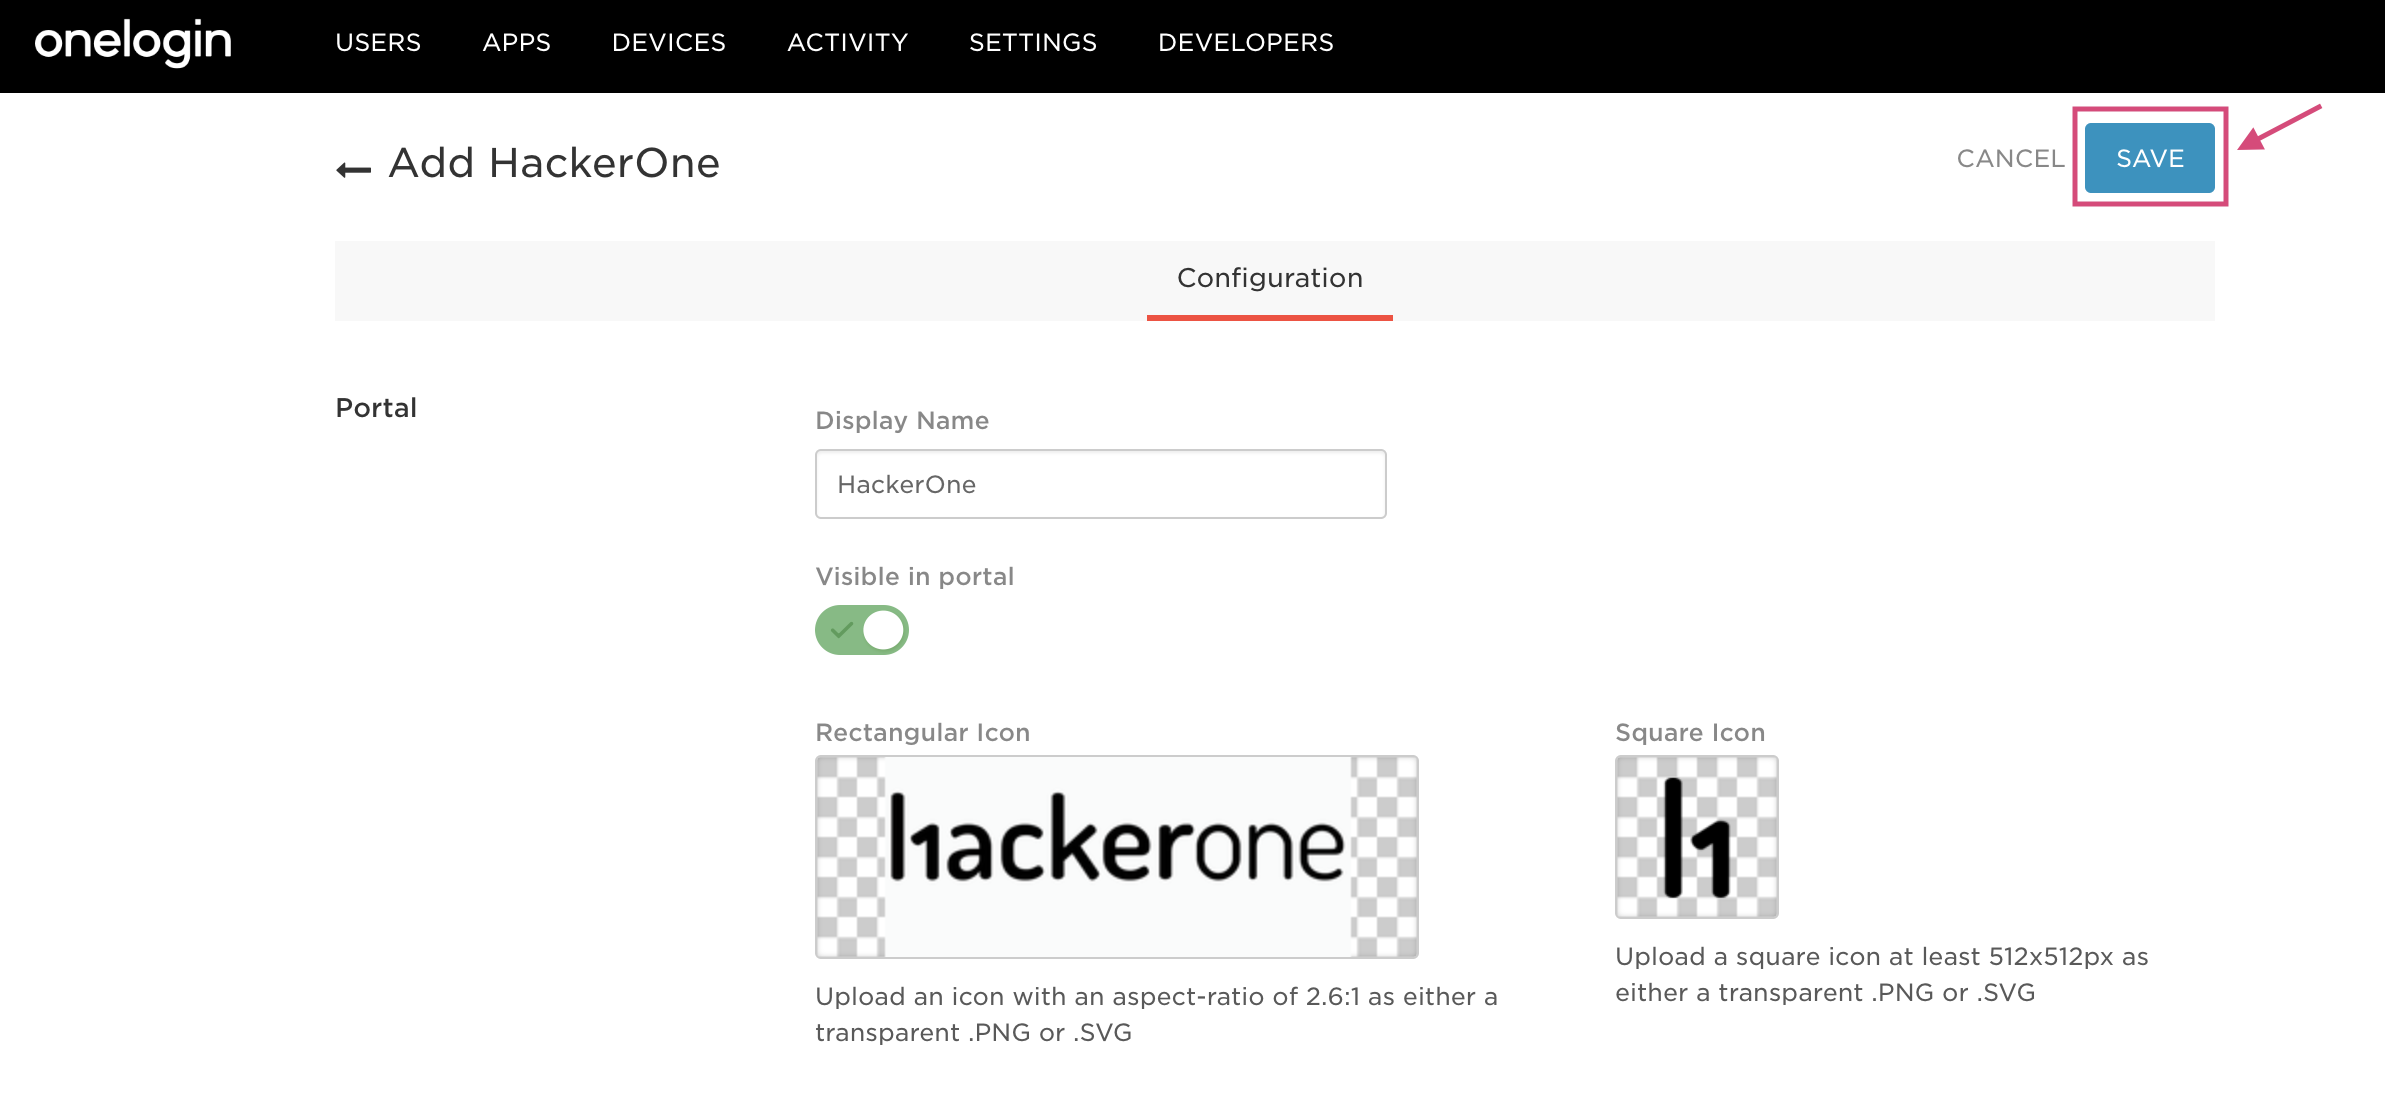 onelogin
USERS APPS DEVICES ACTIVITY SETTINGS DEVELOPERS
Add HackerOne
CANCEL SAVE
Configuration
Portal
Display Name
HackerOne
Visible in portal
Rectangular Icon
hackerone
Upload an icon with an aspect-ratio of 2.6:1 as either a
transparent .PNG or .SVG
Square Icon
h1
Upload a square icon at least 512x512px as
either a transparent .PNG or .SVG